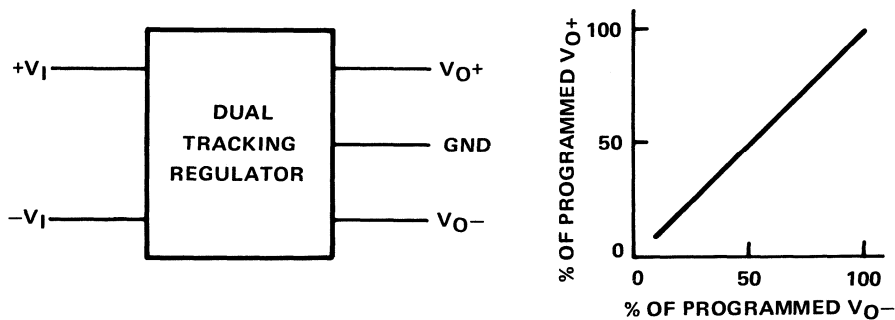 +VI
VO+
DUAL
TRACKING
REGULATOR
GND
−VI
VO−
% OF PROGRAMMED VO+
100
50
0
0 50 100
% OF PROGRAMMED VO−